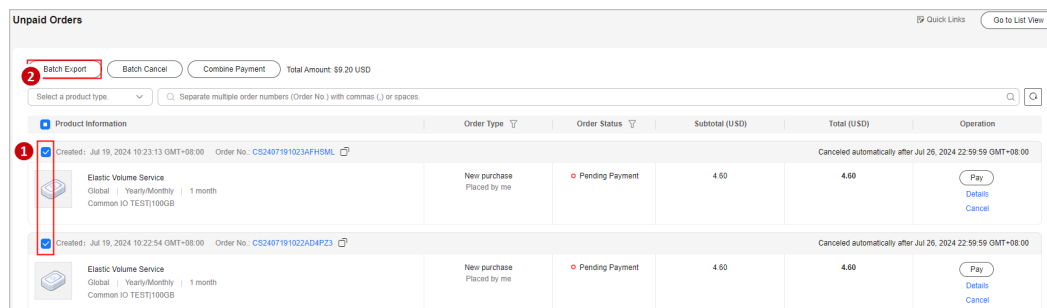 Unpaid Orders
Quick Links
Go to List View
Batch Export
Batch Cancel
Combine Payment
Total Amount: $9.20 USD
2
Select a product type.
Separate multiple order numbers (Order No.) with commas (,) or spaces.
Product Information
Order Type
Order Status
Subtotal (USD)
Total (USD)
Operation
1
Created: Jul 19, 2024 10:23:13 GMT+08:00 Order No.: CS2407191023AFHSML
Canceled automatically after Jul 26, 2024 22:59:59 GMT+08:00
Elastic Volume Service
Global | Yearly/Monthly | 1 month
Common IO TEST|100GB
New purchase
Placed by me
Pending Payment
4.60
4.60
Pay
Details
Cancel
Created: Jul 19, 2024 10:22:54 GMT+08:00 Order No.: CS2407191022AD4PZ3
Canceled automatically after Jul 26, 2024 22:59:59 GMT+08:00
Elastic Volume Service
Global | Yearly/Monthly | 1 month
Common IO TEST|100GB
New purchase
Placed by me
Pending Payment
4.60
4.60
Pay
Details
Cancel